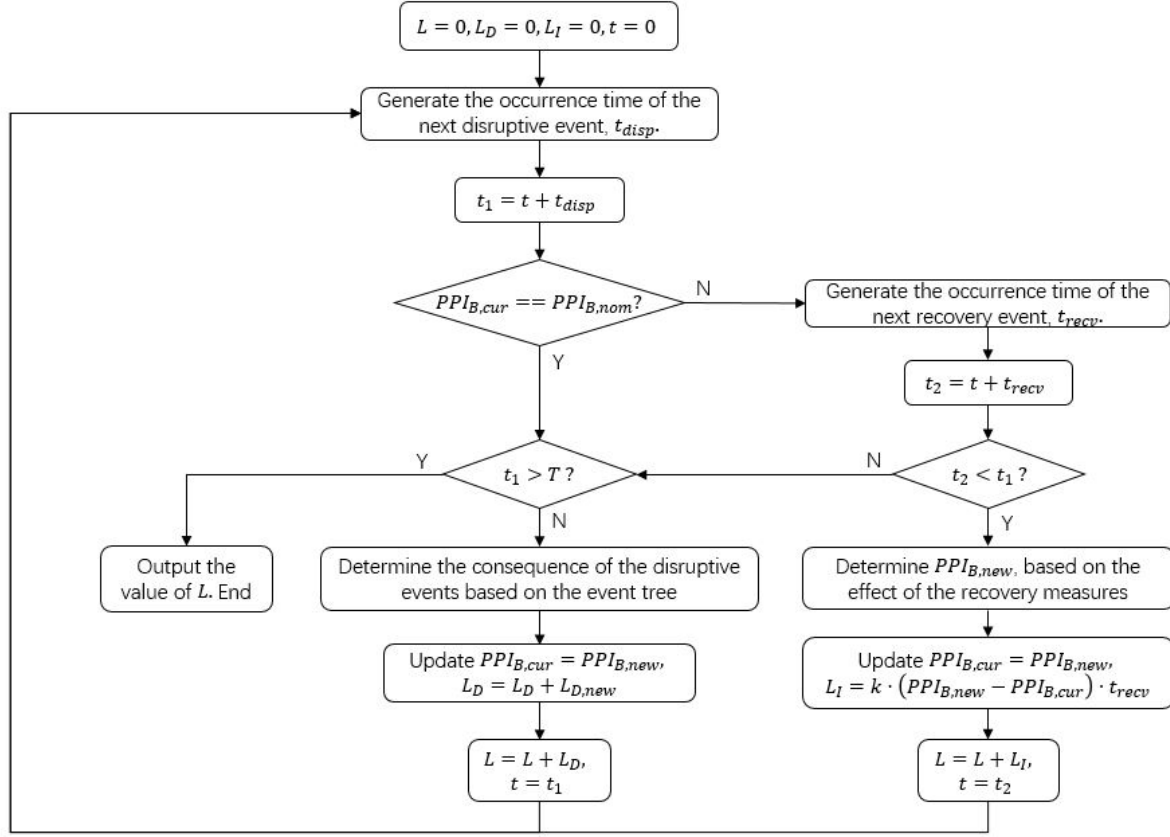 L = 0, L_D = 0, L_I = 0, t = 0
Generate the occurrence time of the
next disruptive event, t_disp.
t_1 = t + t_disp
PPI_B,cur == PPI_B,nom?
N
Generate the occurrence time of the
next recovery event, t_recv.
Y
t_2 = t + t_recv
Y
t_1 > T ?
N
t_2 < t_1 ?
N
Y
Output the
value of L. End
Determine the consequence of the disruptive
events based on the event tree
Determine PPI_B,new, based on the
effect of the recovery measures
Update PPI_B,cur = PPI_B,new,
L_D = L_D + L_D,new
Update PPI_B,cur = PPI_B,new,
L_I = k · (PPI_B,new − PPI_B,cur) · t_recv
L = L + L_D,
t = t_1
L = L + L_I,
t = t_2